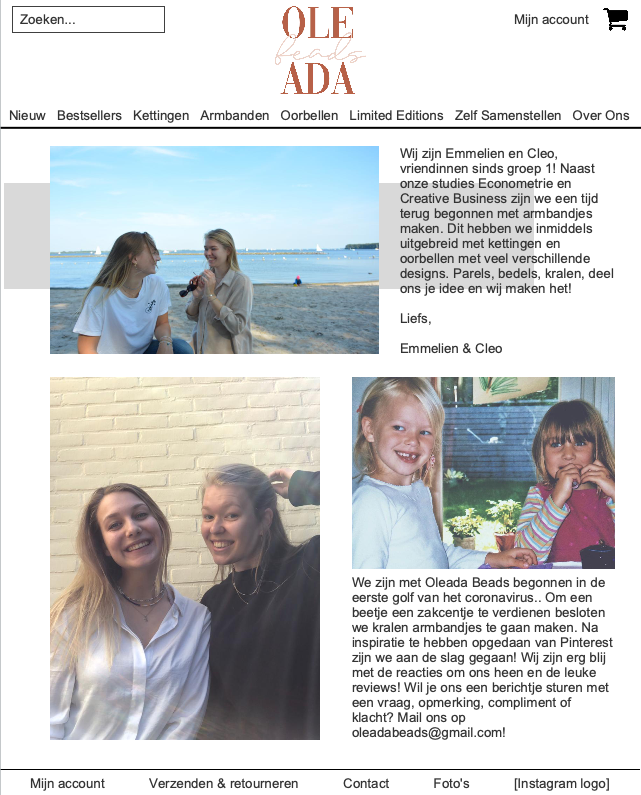 Zoeken...
OLE
beads
ADA
Mijn account
Nieuw Bestsellers Kettingen Armbanden Oorbellen Limited Editions Zelf Samenstellen Over Ons
Wij zijn Emmelien en Cleo,
vriendinnen sinds groep 1! Naast
onze studies Econometrie en
Creative Business zijn we een tijd
terug begonnen met armbandjes
maken. Dit hebben we inmiddels
uitgebreid met kettingen en
oorbellen met veel verschillende
designs. Parels, bedels, kralen, deel
ons je idee en wij maken het!
Liefs,
Emmelien & Cleo
We zijn met Oleada Beads begonnen in de
eerste golf van het coronavirus.. Om een
beetje een zakcentje te verdienen besloten
we kralen armbandjes te gaan maken. Na
inspiratie te hebben opgedaan van Pinterest
zijn we aan de slag gegaan! Wij zijn erg blij
met de reacties om ons heen en de leuke
reviews! Wil je ons een berichtje sturen met
een vraag, opmerking, compliment of
klacht? Mail ons op
oleadabeads@gmail.com!
Mijn account Verzenden & retourneren Contact Foto's [Instagram logo]